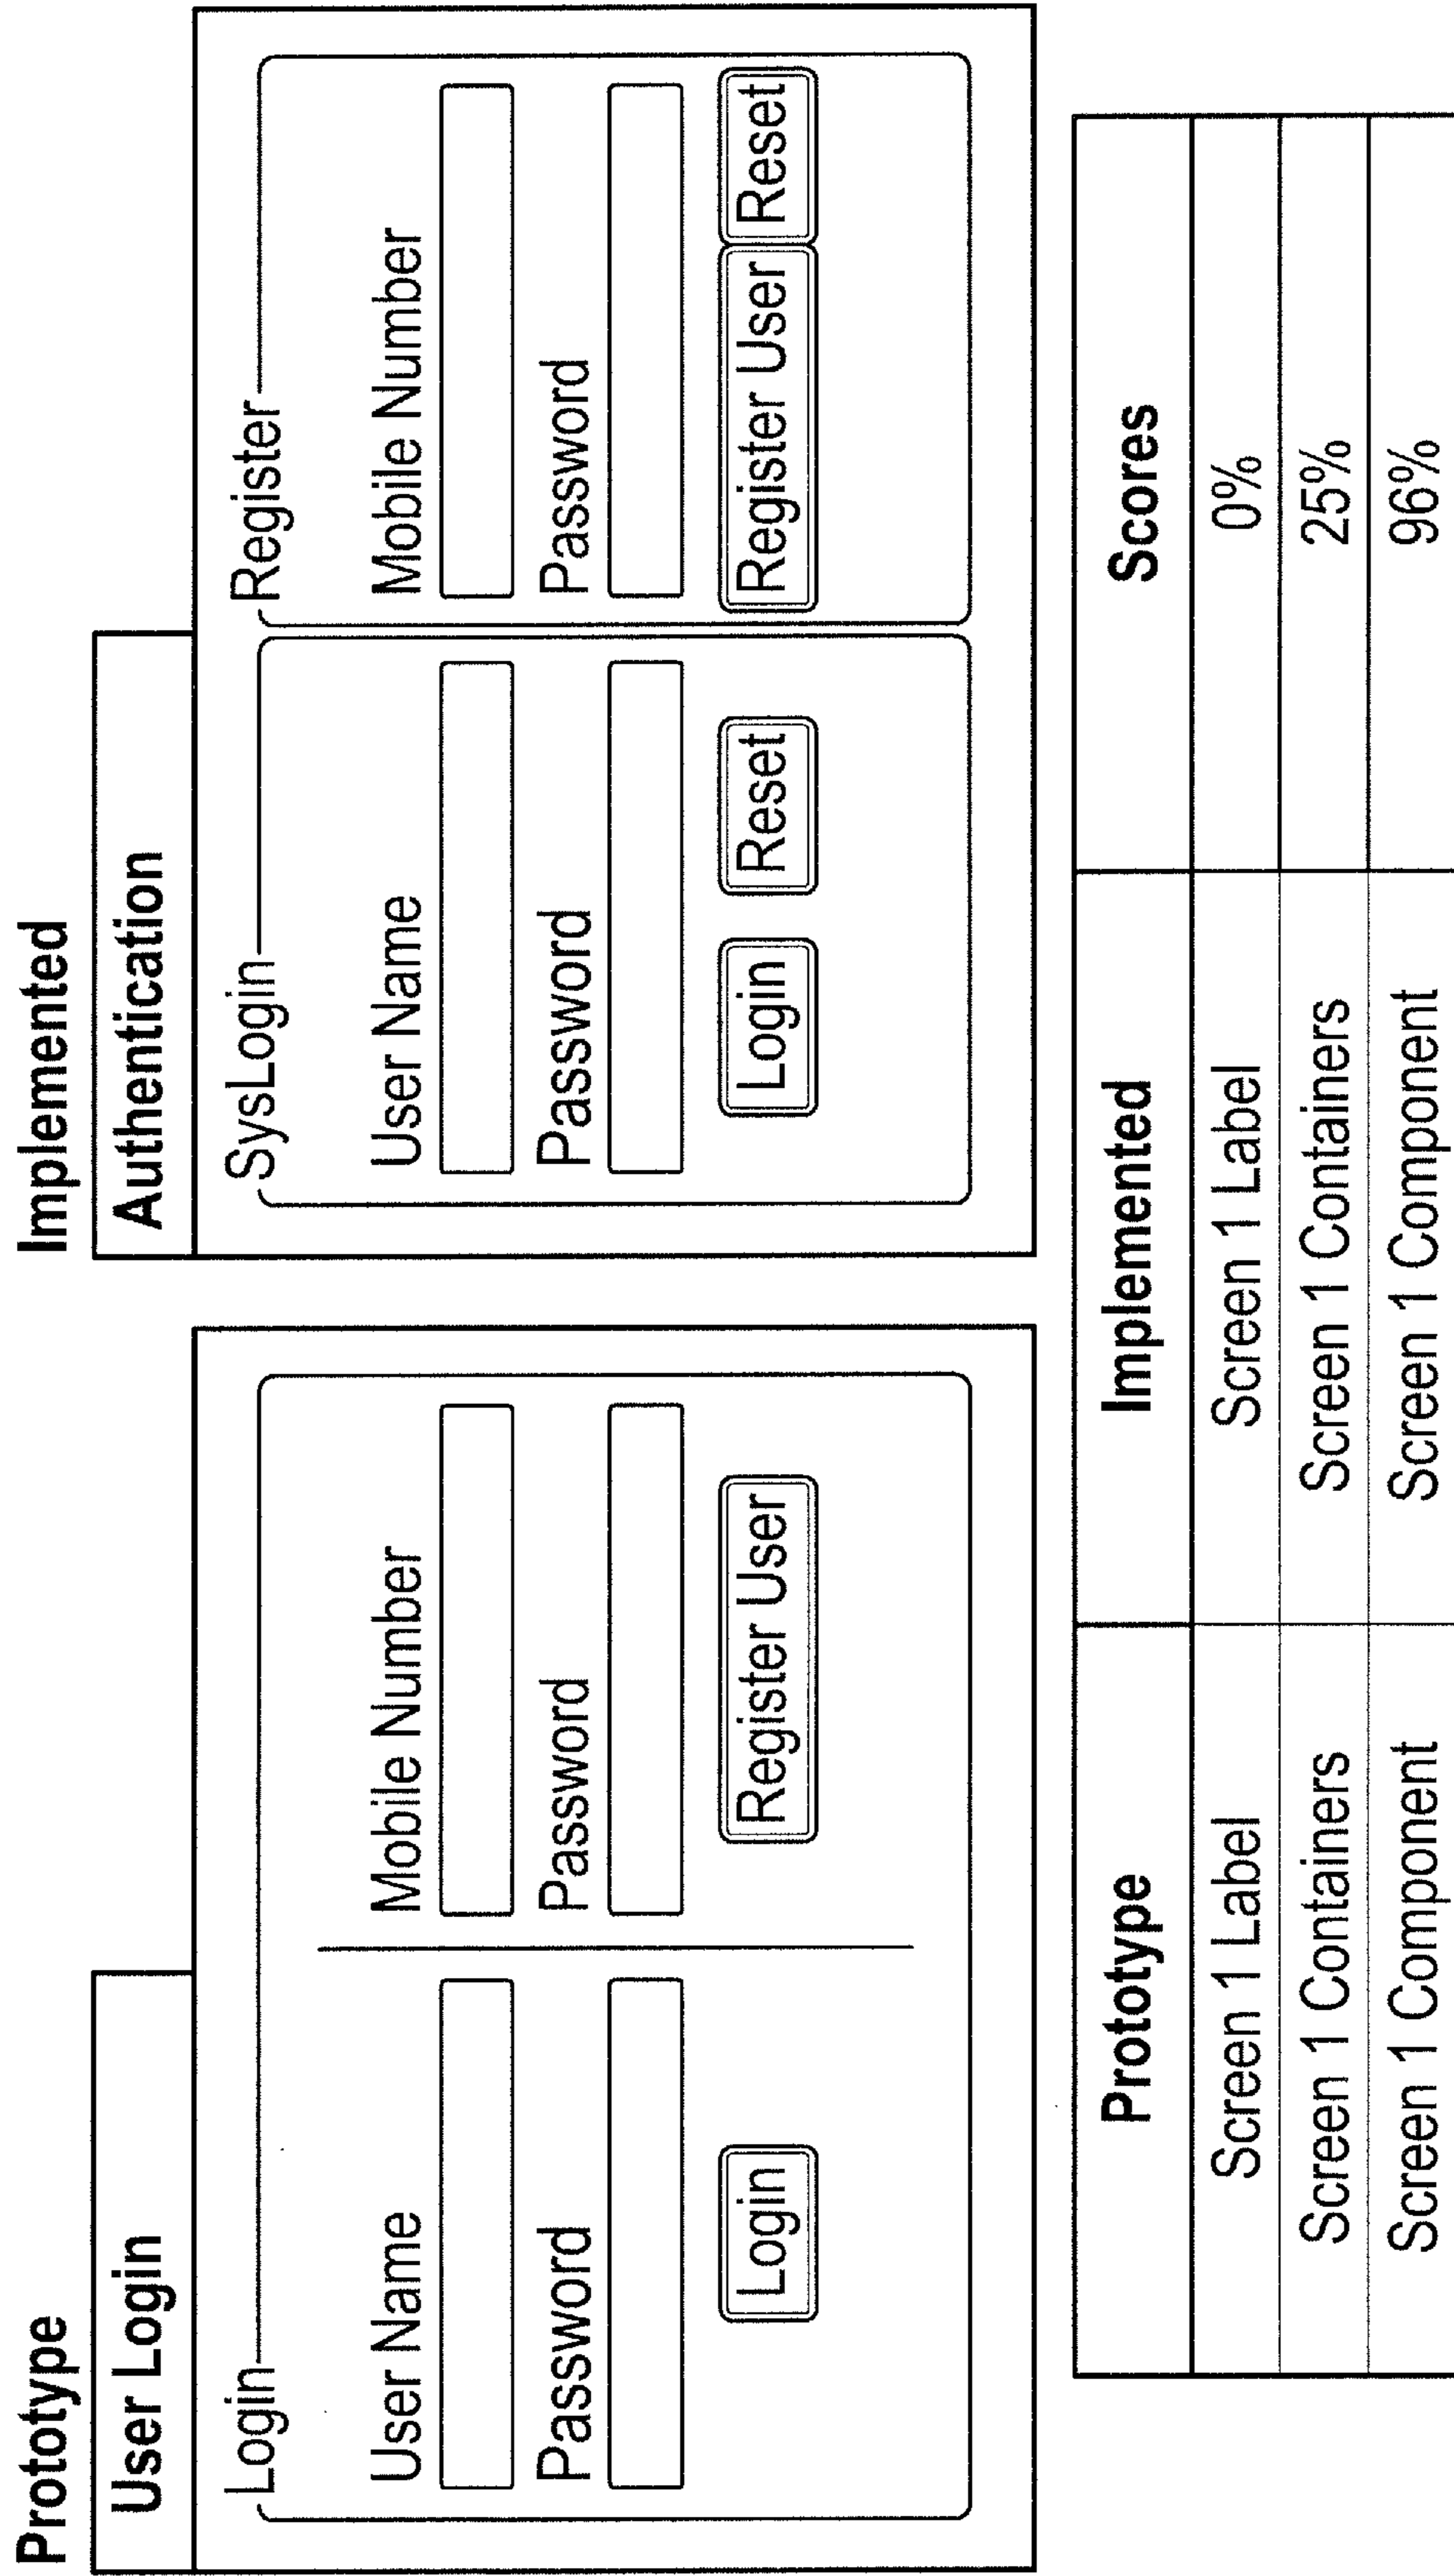 Prototype
User Login
Login
User Name
Mobile Number
Password
Password
Login
Register User
Implemented
Authentication
SysLogin
Register
User Name
Mobile Number
Password
Password
Login
Reset
Register User
Reset
Prototype Implemented Scores
Screen 1 Label Screen 1 Label 0%
Screen 1 Containers Screen 1 Containers 25%
Screen 1 Component Screen 1 Component 96%